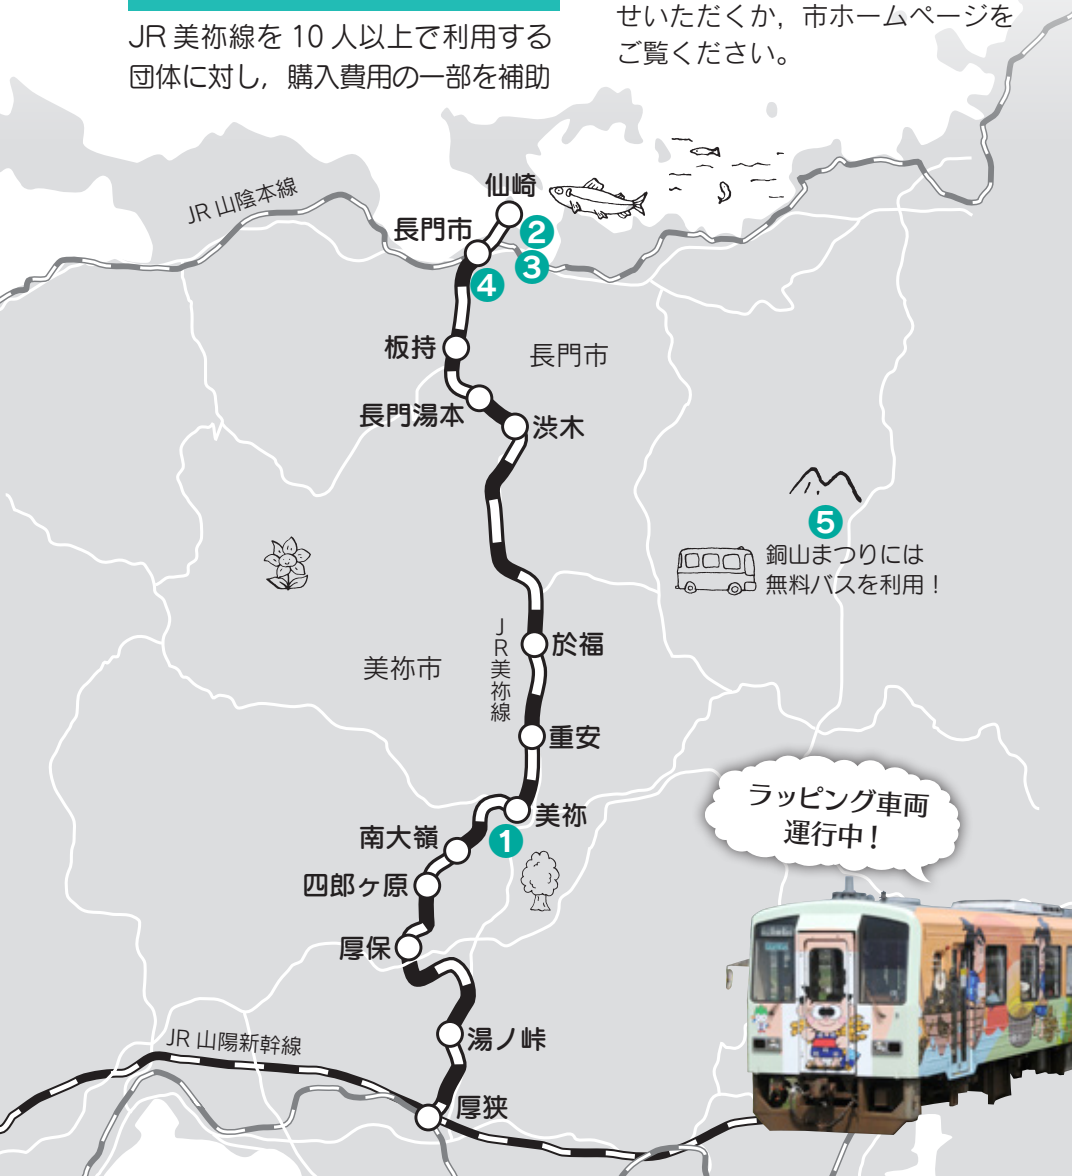 JR 美祢線を 10 人以上で利用する
団体に対し，購入費用の一部を補助
せいただくか，市ホームページを
ご覧ください。
JR 山陰本線
仙崎
長門市
2
3
4
板持
長門市
長門湯本
渋木
5
銅山まつりには
無料バスを利用！
JR美祢線
於福
美祢市
重安
ラッピング車両
運行中！
美祢
1
南大嶺
四郎ヶ原
厚保
湯ノ峠
JR 山陽新幹線
厚狭